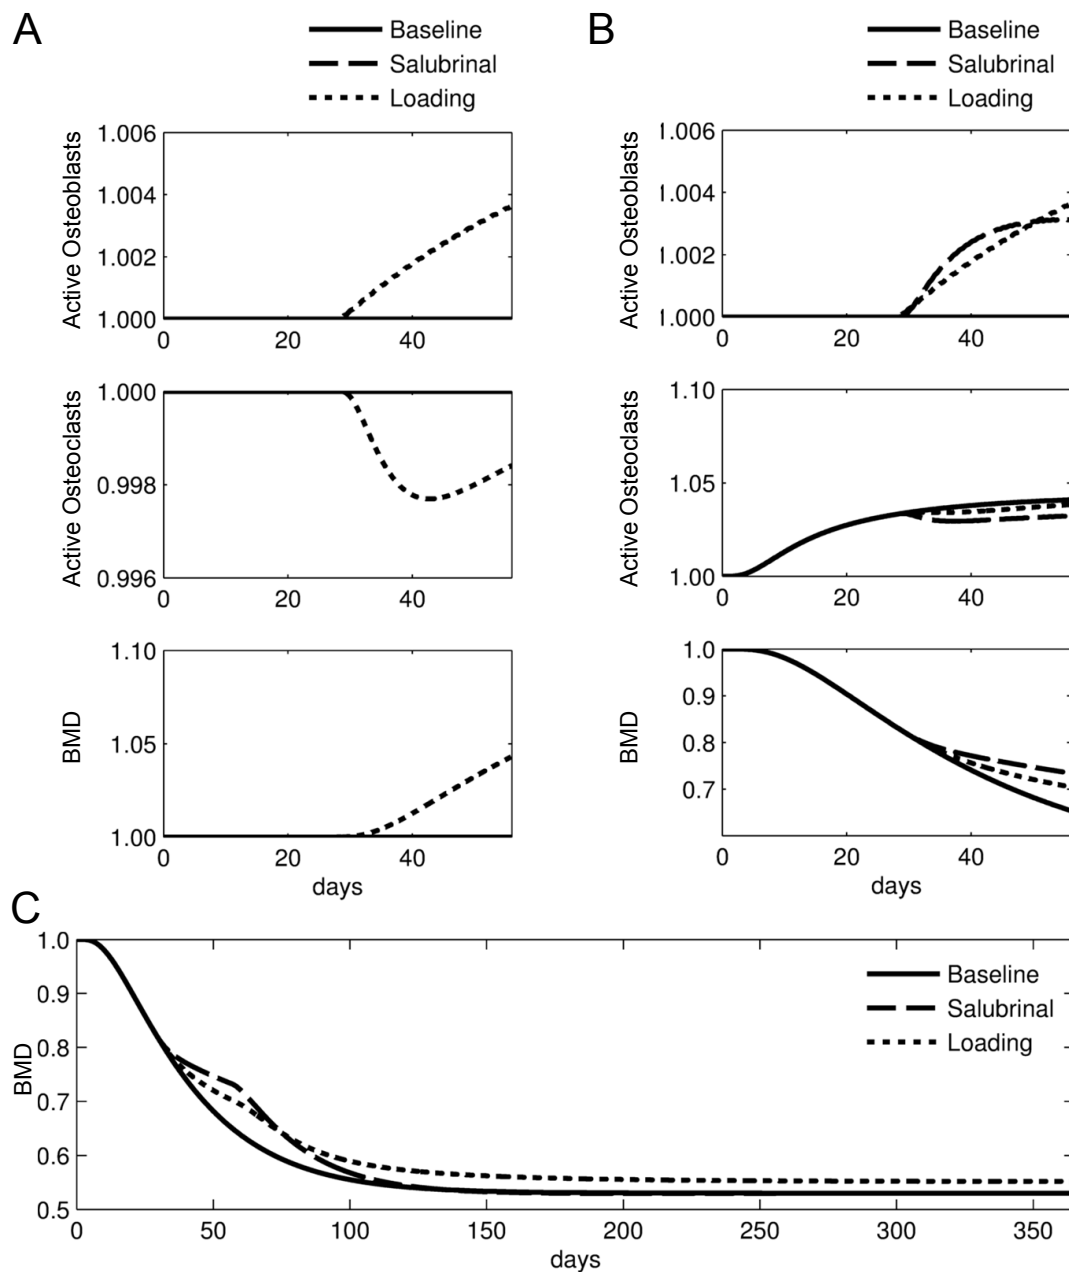 A
Baseline
Salubrinal
Loading
Active Osteoblasts
1.006
1.004
1.002
1.000
0
20
40
Active Osteoclasts
1.000
0.998
0.996
0
20
40
BMD
1.10
1.05
1.00
0
20
40
days
B
Baseline
Salubrinal
Loading
Active Osteoblasts
1.006
1.004
1.002
1.000
0
20
40
Active Osteoclasts
1.10
1.05
1.00
0
20
40
BMD
1.0
0.9
0.8
0.7
0
20
40
days
C
BMD
1.0
0.9
0.8
0.7
0.6
0.5
Baseline
Salubrinal
Loading
0
50
100
150
200
250
300
350
days